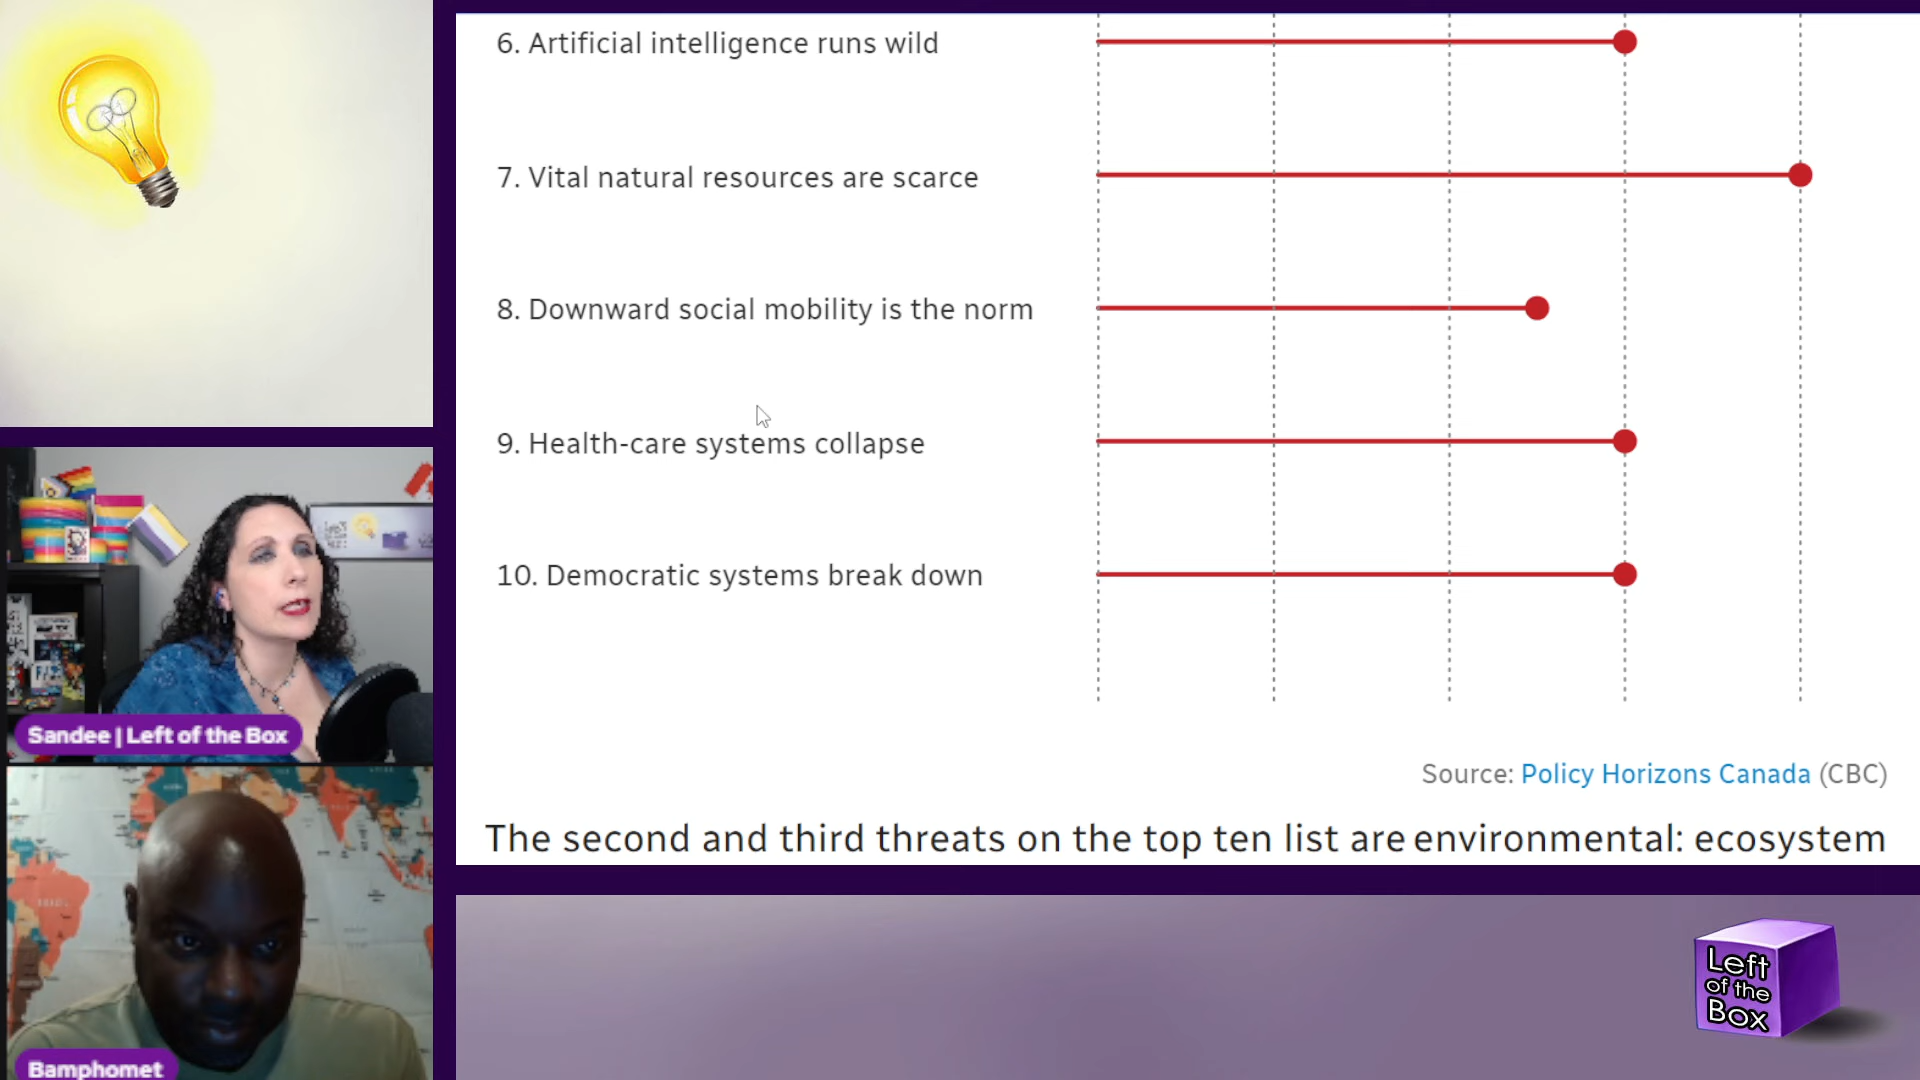 6. Artificial intelligence runs wild
7. Vital natural resources are scarce
8. Downward social mobility is the norm
9. Health-care systems collapse
10. Democratic systems break down
Source: Policy Horizons Canada (CBC)
The second and third threats on the top ten list are environmental: ecosystem
Sandee | Left of the Box
Bamphomet
Left
of the
Box